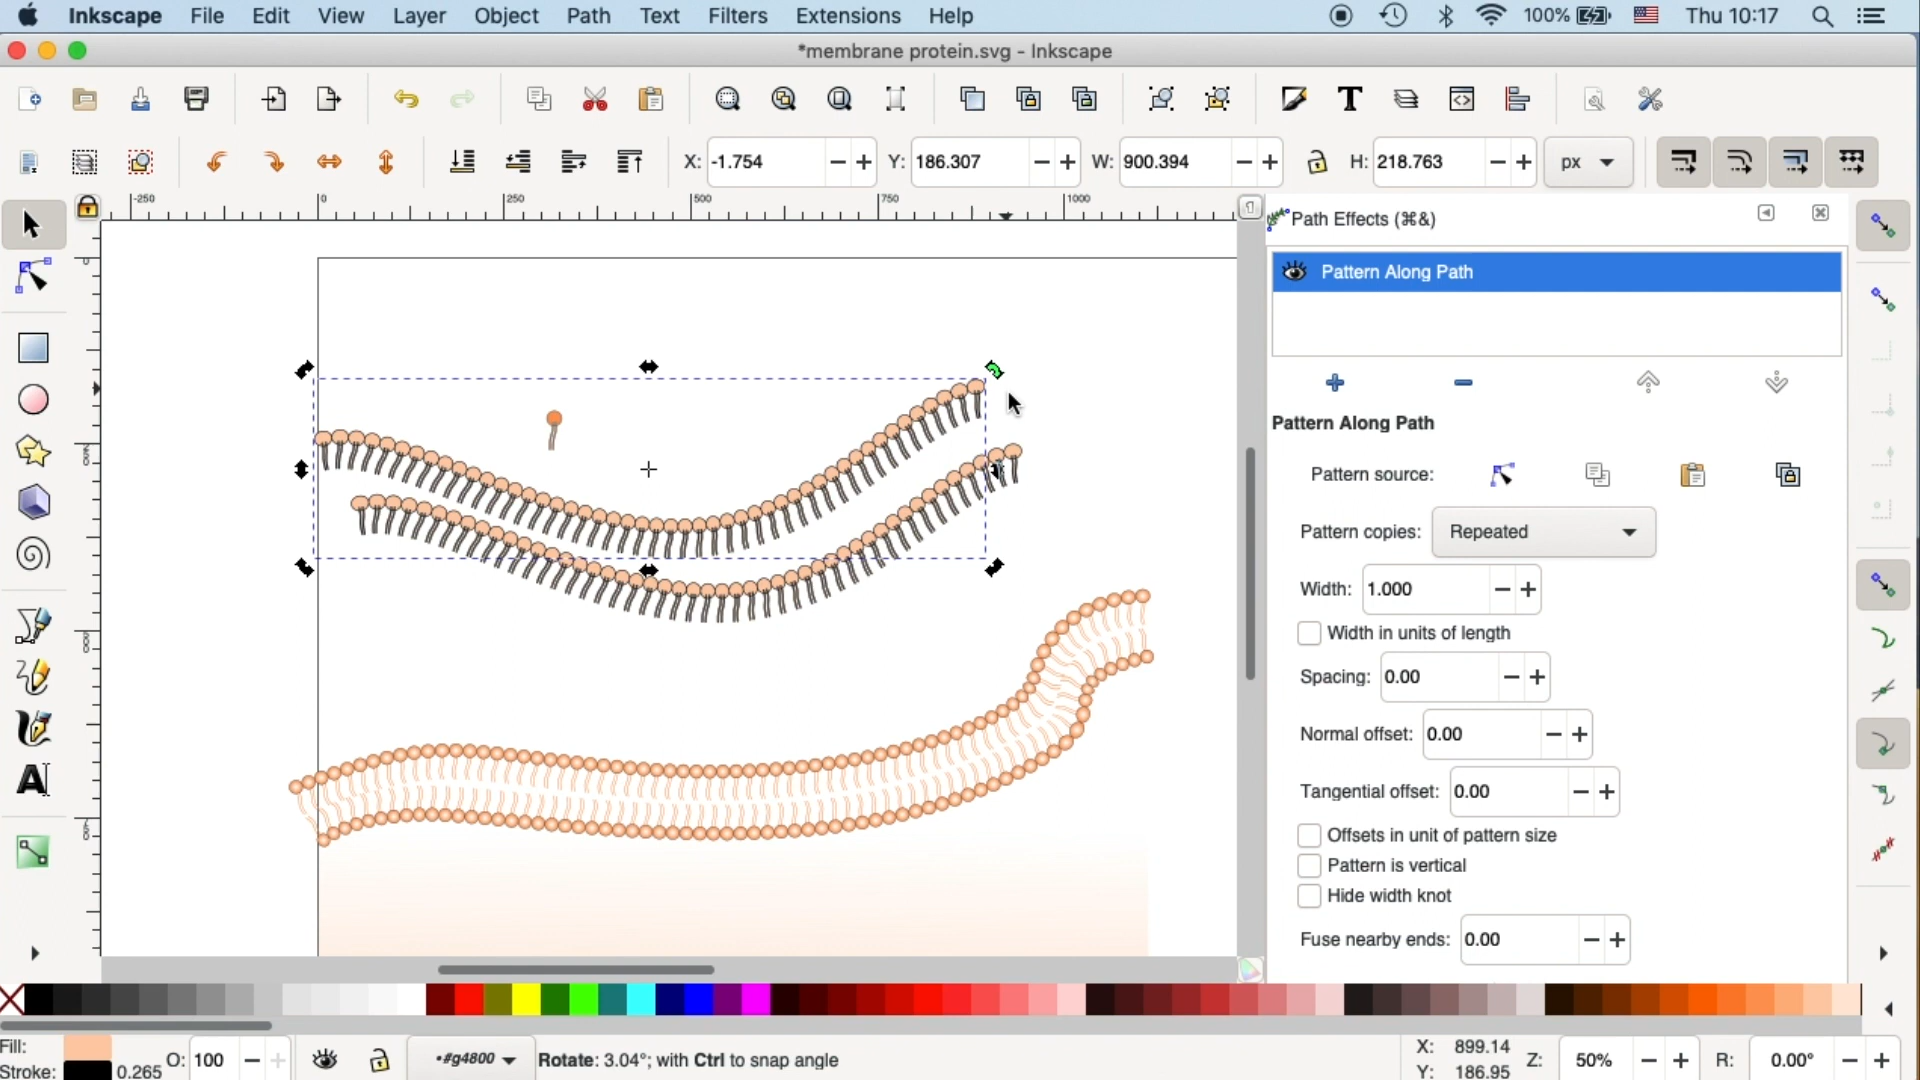 Inkscape File Edit View Layer Object Path Text Filters Extensions Help 100% Thu 10:17
*membrane protein.svg - Inkscape
X: -1.754 Y: 186.307 W: 900.394 H: 218.763 px
-250 0 250 500 750 1000
Path Effects (⌘&)
Pattern Along Path
Pattern Along Path
Pattern source:
Pattern copies: Repeated
Width: 1.000
Width in units of length
Spacing: 0.00
Normal offset: 0.00
Tangential offset: 0.00
Offsets in unit of pattern size
Pattern is vertical
Hide width knot
Fuse nearby ends: 0.00
Fill:
Stroke: 0.265 O: 100 •#g4800 Rotate: 3.04°; with Ctrl to snap angle
X: 899.14
Y: 186.95
Z: 50% R: 0.00°